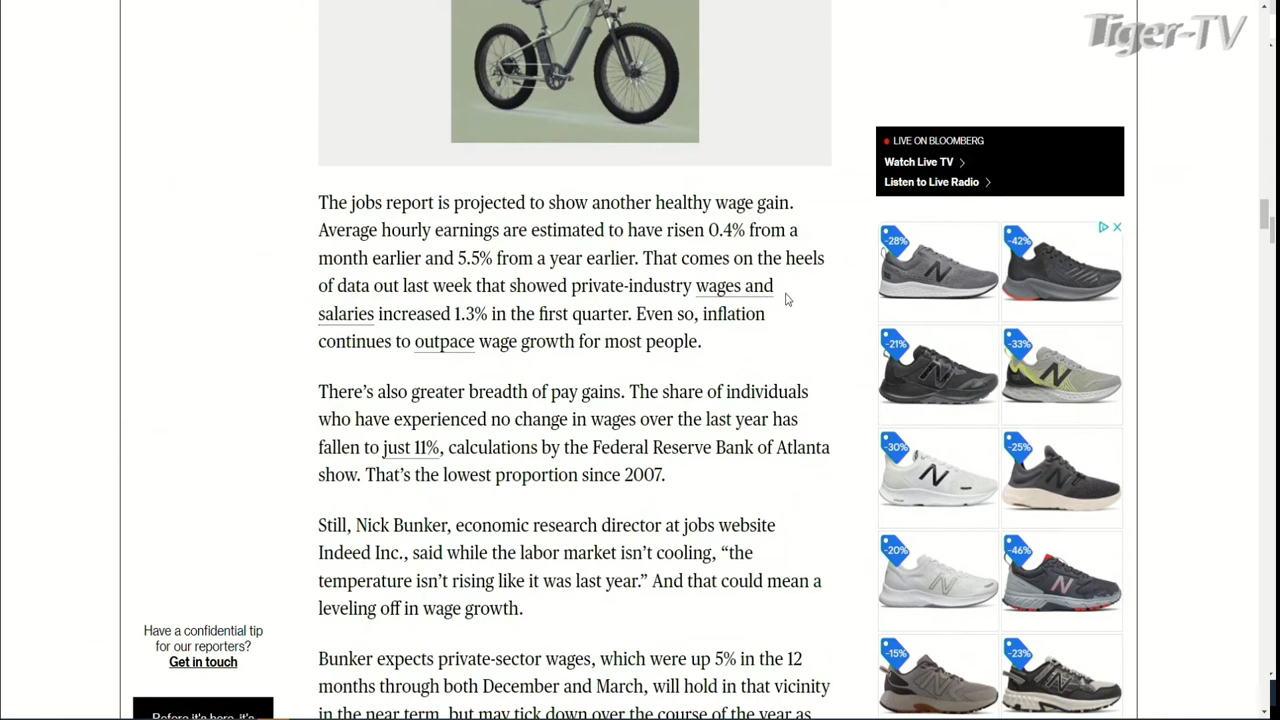 Tiger-TV
LIVE ON BLOOMBERG
Watch Live TV
Listen to Live Radio
The jobs report is projected to show another healthy wage gain.
Average hourly earnings are estimated to have risen 0.4% from a
month earlier and 5.5% from a year earlier. That comes on the heels
of data out last week that showed private-industry wages and
salaries increased 1.3% in the first quarter. Even so, inflation
continues to outpace wage growth for most people.
There’s also greater breadth of pay gains. The share of individuals
who have experienced no change in wages over the last year has
fallen to just 11%, calculations by the Federal Reserve Bank of Atlanta
show. That’s the lowest proportion since 2007.
Still, Nick Bunker, economic research director at jobs website
Indeed Inc., said while the labor market isn’t cooling, “the
temperature isn’t rising like it was last year.” And that could mean a
leveling off in wage growth.
Bunker expects private-sector wages, which were up 5% in the 12
months through both December and March, will hold in that vicinity
in the near term, but may tick down over the course of the year as
Have a confidential tip
for our reporters?
Get in touch
Before it's here, it's
-28%
-42%
-21%
-33%
-30%
-25%
-20%
-46%
-15%
-23%